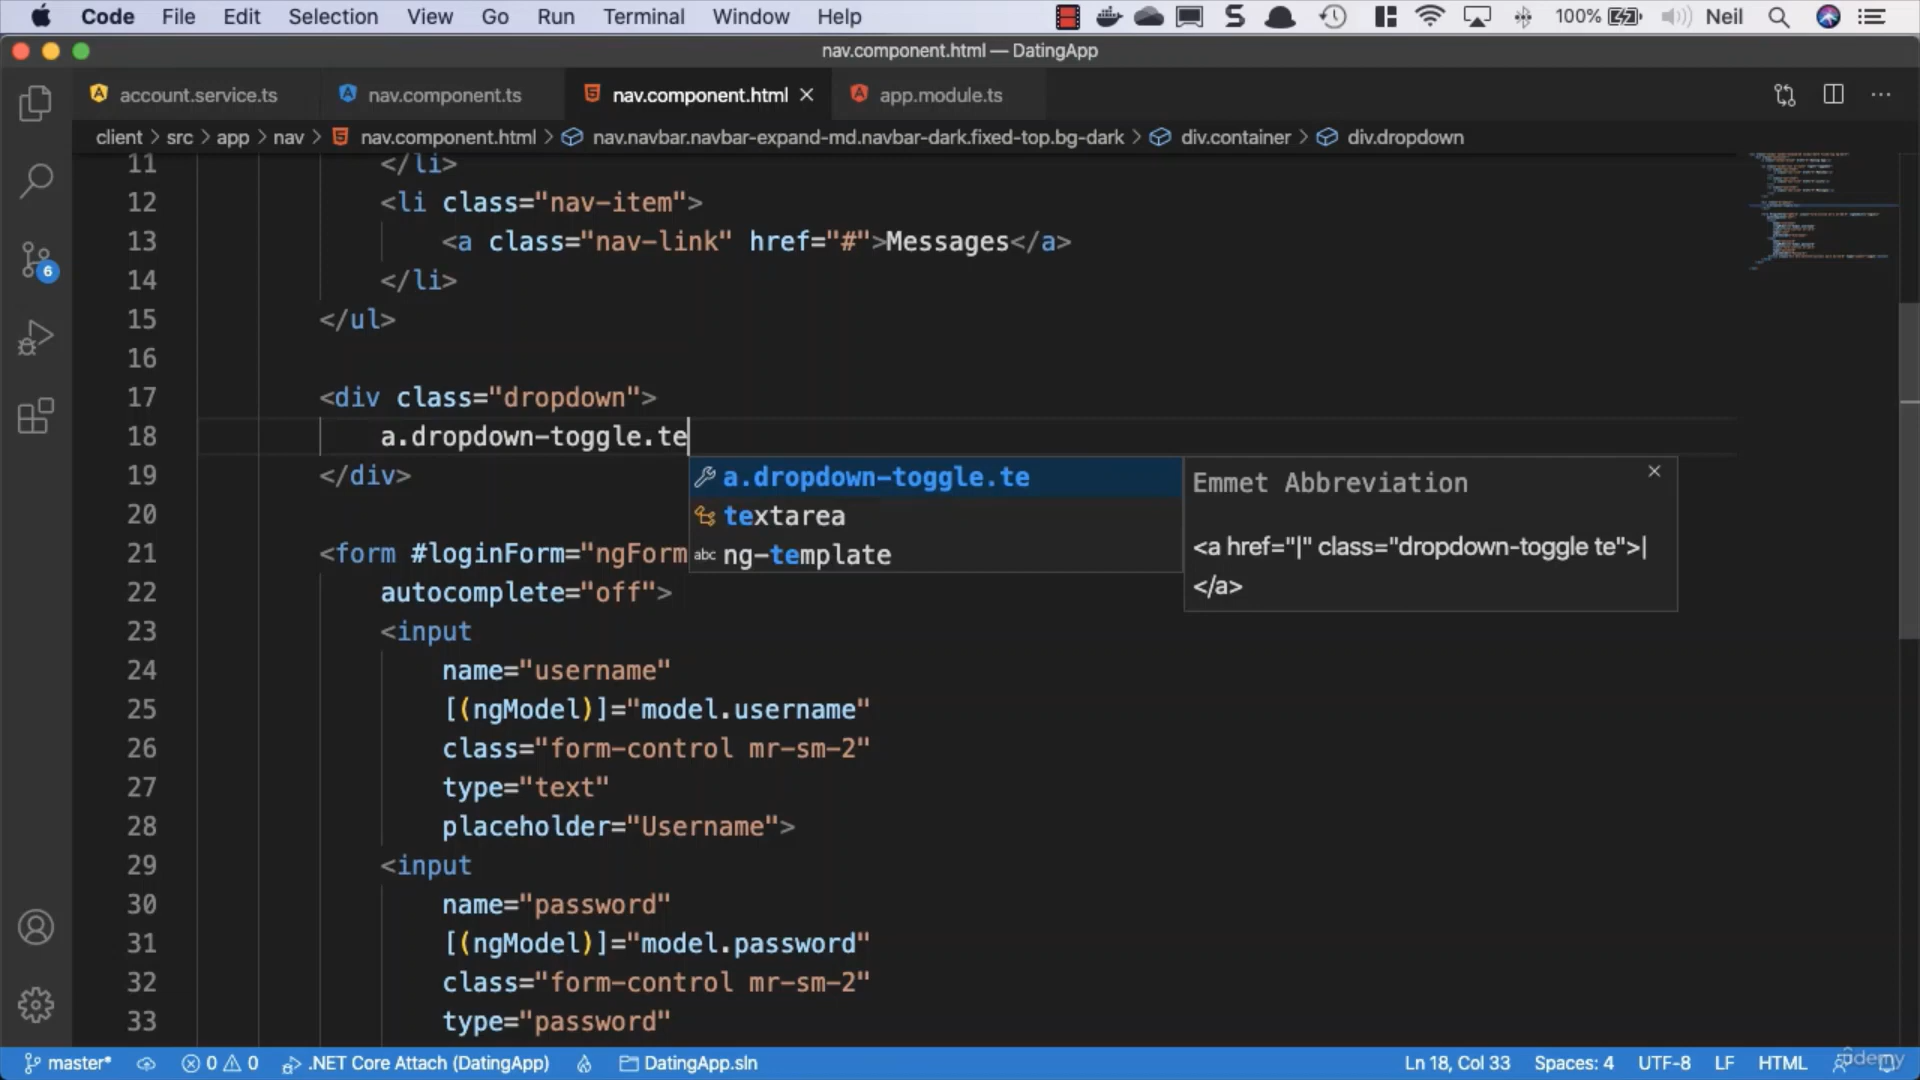 Code File Edit Selection View Go Run Terminal Window Help 100% Neil
nav.component.html — DatingApp
account.service.ts nav.component.ts nav.component.html app.module.ts
client > src > app > nav > nav.component.html > nav.navbar.navbar-expand-md.navbar-dark.fixed-top.bg-dark > div.container > div.dropdown
11 </li>
12 <li class="nav-item">
13 <a class="nav-link" href="#">Messages</a>
14 </li>
15 </ul>
16
17 <div class="dropdown">
18 a.dropdown-toggle.te
19 </div>
20
21 <form #loginForm="ngForm
22 autocomplete="off">
23 <input
24 name="username"
25 [(ngModel)]="model.username"
26 class="form-control mr-sm-2"
27 type="text"
28 placeholder="Username">
29 <input
30 name="password"
31 [(ngModel)]="model.password"
32 class="form-control mr-sm-2"
33 type="password"
a.dropdown-toggle.te
textarea
abc ng-template
Emmet Abbreviation
<a href="|" class="dropdown-toggle te">|
</a>
6
master* 0 0 .NET Core Attach (DatingApp) DatingApp.sln Ln 18, Col 33 Spaces: 4 UTF-8 LF HTML
udemy